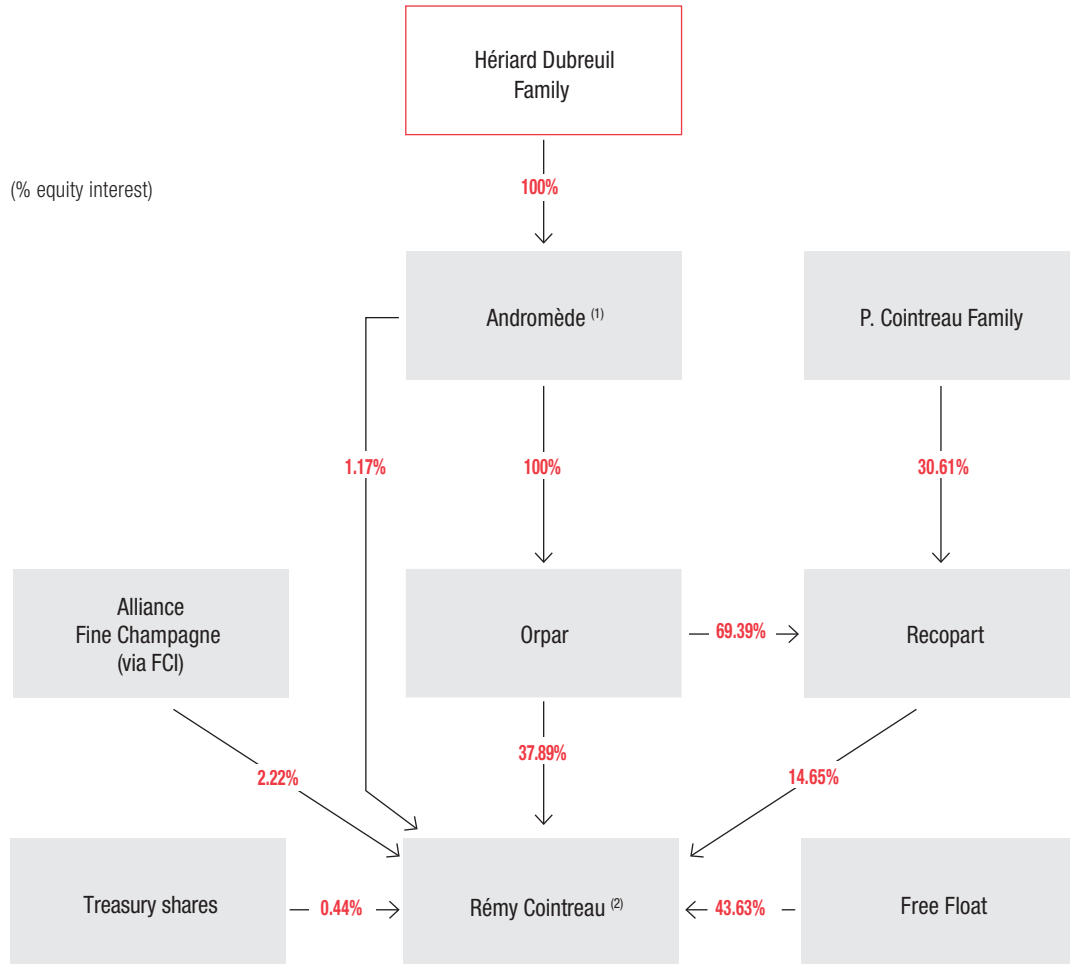 Hériard Dubreuil
Family
(% equity interest)
100%
Andromède (1)
P. Cointreau Family
1.17%
100%
30.61%
Alliance
Fine Champagne
(via FCI)
Orpar
69.39%
Recopart
37.89%
2.22%
14.65%
Treasury shares
0.44%
Rémy Cointreau (2)
43.63%
Free Float